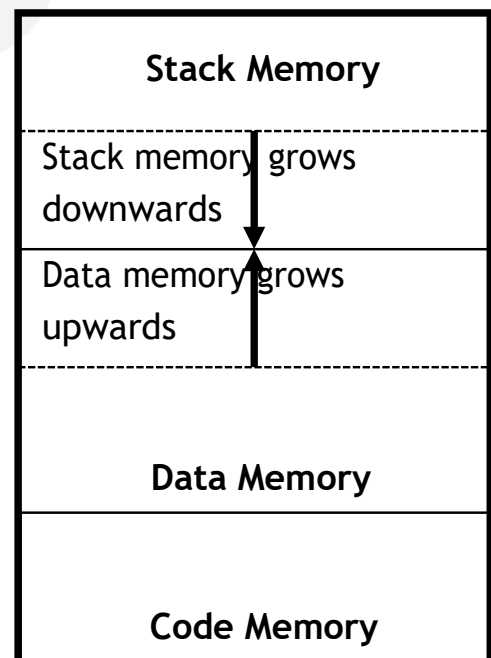 Stack Memory
Stack memory grows
downwards
Data memory grows
upwards
Data Memory
Code Memory